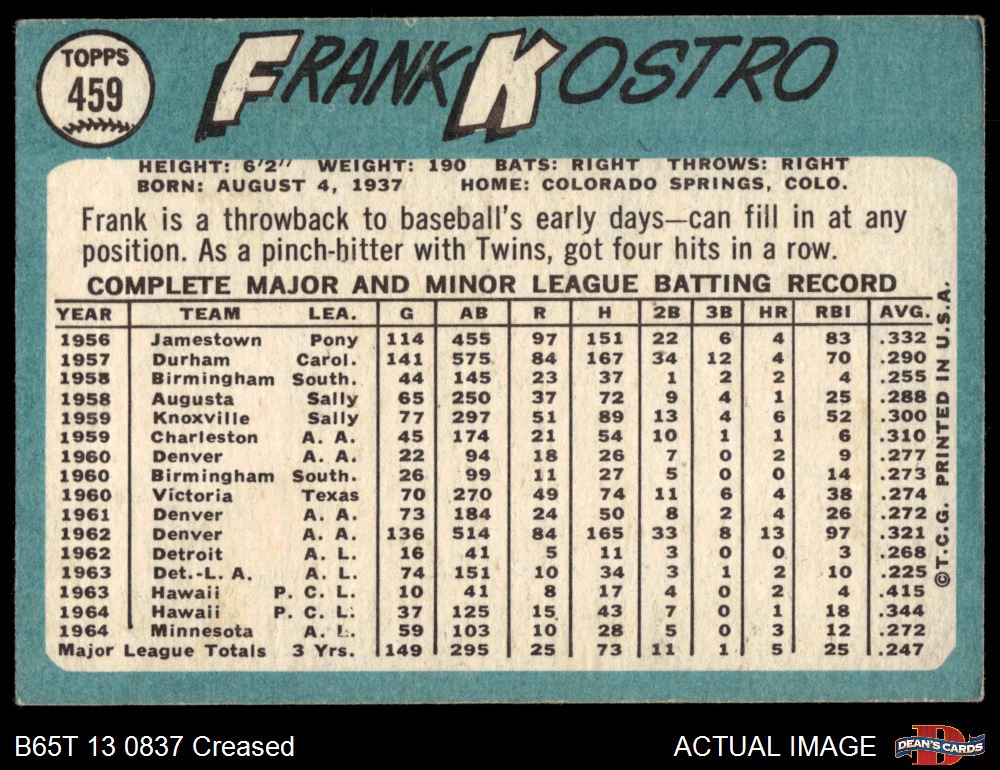 TOPPS
459
FRANK KOSTRO
HEIGHT: 6'2" WEIGHT: 190 BATS: RIGHT THROWS: RIGHT
BORN: AUGUST 4, 1937 HOME: COLORADO SPRINGS, COLO.
Frank is a throwback to baseball's early days—can fill in at any
position. As a pinch-hitter with Twins, got four hits in a row.
COMPLETE MAJOR AND MINOR LEAGUE BATTING RECORD
YEAR TEAM LEA. G AB R H 2B 3B HR RBI AVG.
1956 Jamestown Pony 114 455 97 151 22 6 4 83 .332
1957 Durham Carol. 141 575 84 167 34 12 4 70 .290
1958 Birmingham South. 44 145 23 37 1 2 2 4 .255
1958 Augusta Sally 65 250 37 72 9 4 1 25 .288
1959 Knoxville Sally 77 297 51 89 13 4 6 52 .300
1959 Charleston A. A. 45 174 21 54 10 1 1 6 .310
1960 Denver A. A. 22 94 18 26 7 0 2 9 .277
1960 Birmingham South. 26 99 11 27 5 0 0 14 .273
1960 Victoria Texas 70 270 49 74 11 6 4 38 .274
1961 Denver A. A. 73 184 24 50 8 2 4 26 .272
1962 Denver A. A. 136 514 84 165 33 8 13 97 .321
1962 Detroit A. L. 16 41 5 11 3 0 0 3 .268
1963 Det.-L. A. A. L. 74 151 10 34 3 1 2 10 .225
1963 Hawaii P. C. L. 10 41 8 17 4 0 2 4 .415
1964 Hawaii P. C. L. 37 125 15 43 7 0 1 18 .344
1964 Minnesota A. L. 59 103 10 28 5 0 3 12 .272
Major League Totals 3 Yrs. 149 295 25 73 11 1 5 25 .247
©T.C.G. PRINTED IN U.S.A.
B65T 13 0837 Creased
ACTUAL IMAGE
DEAN'S CARDS